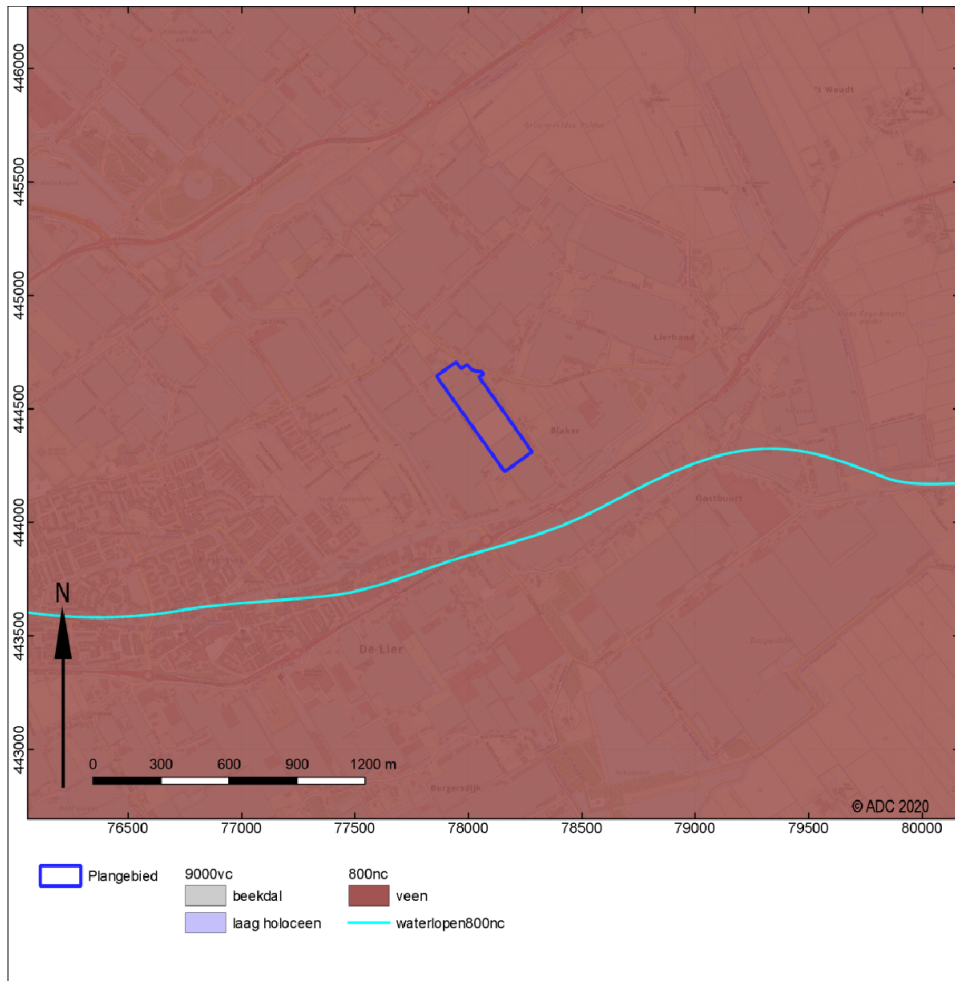 446000
445500
445000
444500
444000
443500
443000
't Woudt
Lierhand
Blaker
Oostbuurt
De Lier
Burgersdijk
N
0 300 600 900 1200 m
© ADC 2020
76500 77000 77500 78000 78500 79000 79500 80000
Plangebied
9000vc
beekdal
laag holoceen
800nc
veen
waterlopen800nc